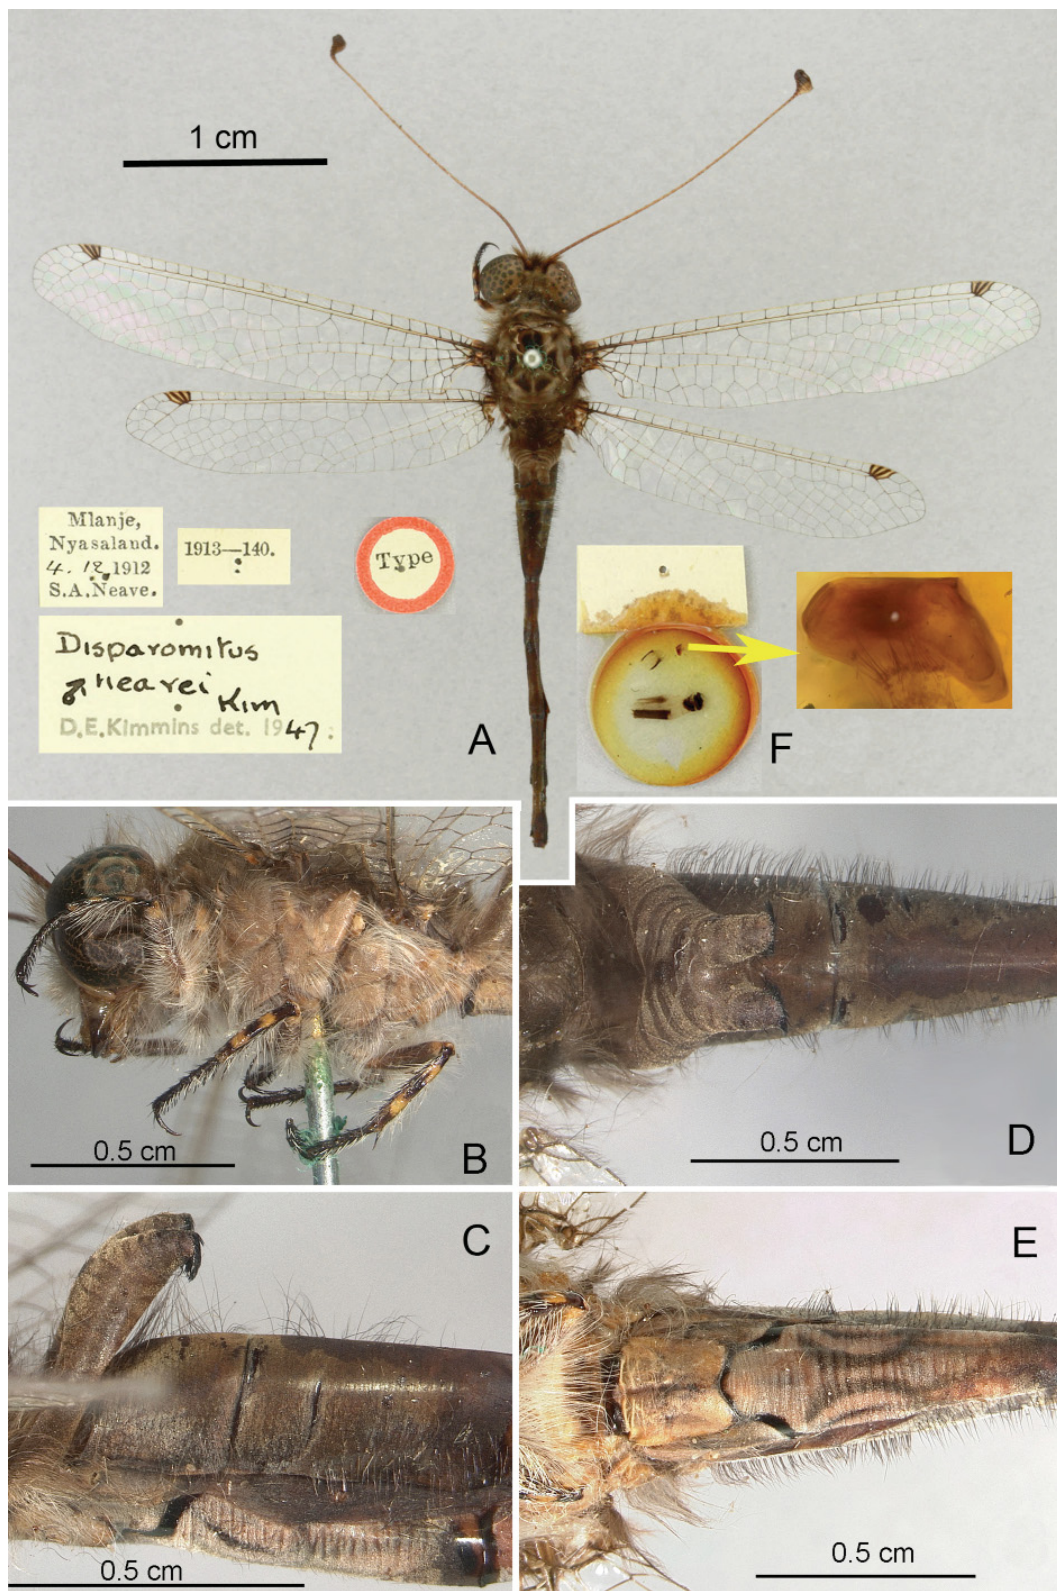 1 cm
Mlanje,
Nyasaland.
4. 12. 1912
S.A.Neave.
1913—140.
Type
Disparomitus
♂ neavei
Kim
D.E.Kimmins det. 1947.
A
F
B
0.5 cm
D
0.5 cm
C
0.5 cm
E
0.5 cm